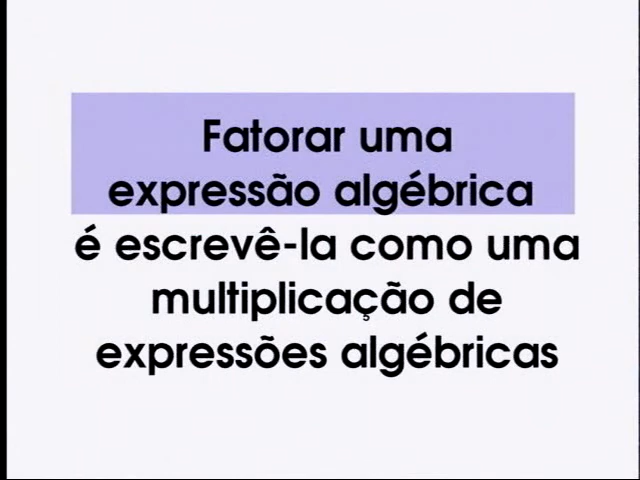 Fatorar uma
expressão algébrica
é escrevê-la como uma
multiplicação de
expressões algébricas